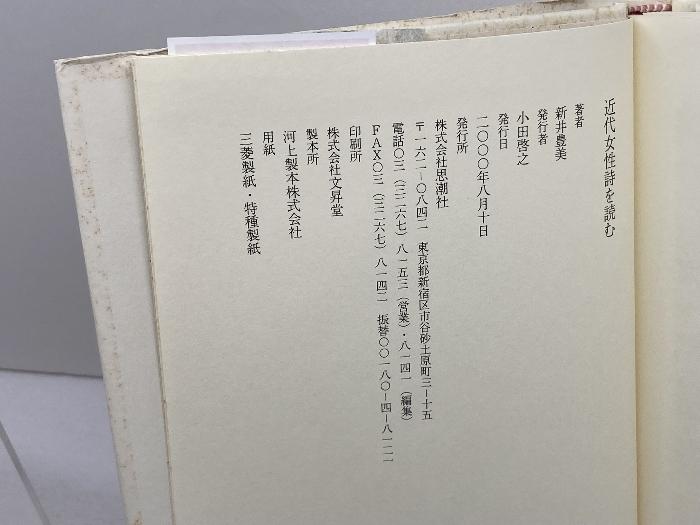 近代女性詩を読む
著者
新井豊美
発行者
小田啓之
発行日
二〇〇〇年八月十日
発行所
株式会社思潮社
〒一六二―〇八四二　東京都新宿区市谷砂土原町三―十五
電話〇三（三二六七）八一五三（営業）・八一四一（編集）
FAX〇三（三二六七）八一四二　振替〇〇一八〇―四―八一二一
印刷所
株式会社文昇堂
製本所
河上製本株式会社
用紙
三菱製紙・特種製紙